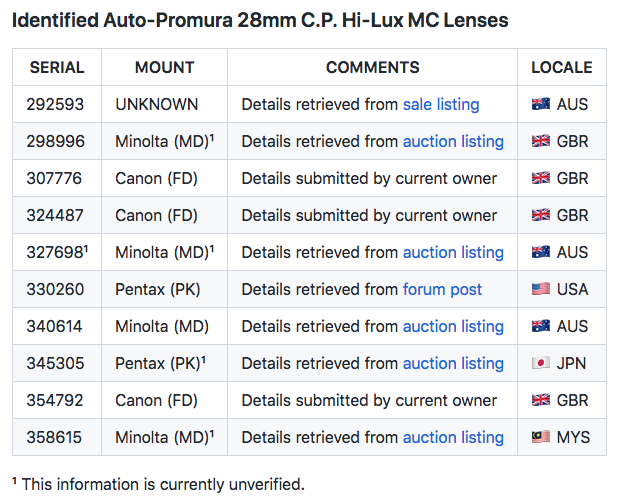 Identified Auto-Promura 28mm C.P. Hi-Lux MC Lenses
SERIAL MOUNT COMMENTS LOCALE
292593 UNKNOWN Details retrieved from sale listing 🇦🇺 AUS
298996 Minolta (MD)¹ Details retrieved from auction listing 🇬🇧 GBR
307776 Canon (FD) Details submitted by current owner 🇬🇧 GBR
324487 Canon (FD) Details submitted by current owner 🇬🇧 GBR
327698¹ Minolta (MD)¹ Details retrieved from auction listing 🇦🇺 AUS
330260 Pentax (PK) Details retrieved from forum post 🇺🇸 USA
340614 Minolta (MD) Details retrieved from auction listing 🇦🇺 AUS
345305 Pentax (PK)¹ Details retrieved from auction listing 🇯🇵 JPN
354792 Canon (FD) Details submitted by current owner 🇬🇧 GBR
358615 Minolta (MD)¹ Details retrieved from auction listing 🇲🇾 MYS
¹ This information is currently unverified.